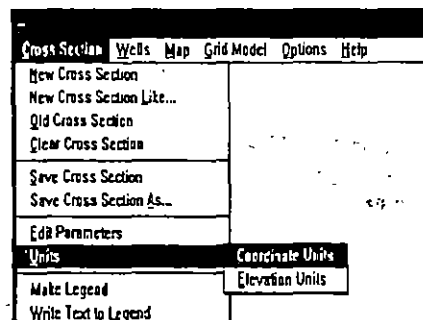 Cross Section Wells Map Grid Model Options Help
New Cross Section
New Cross Section Like...
Old Cross Section
Clear Cross Section
Save Cross Section
Save Cross Section As...
Edit Parameters
Units
Coordinate Units
Elevation Units
Make Legend
Write Text to Legend